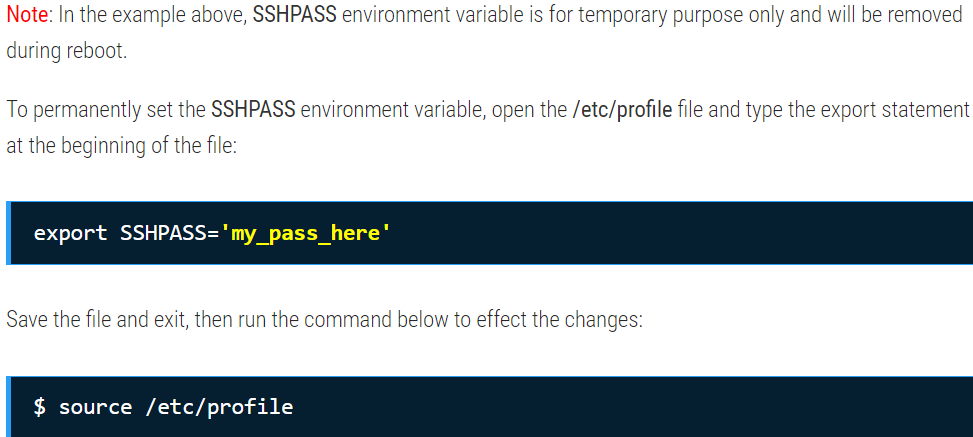 Note: In the example above, SSHPASS environment variable is for temporary purpose only and will be removed
during reboot.
To permanently set the SSHPASS environment variable, open the /etc/profile file and type the export statement
at the beginning of the file:
export SSHPASS='my_pass_here'
Save the file and exit, then run the command below to effect the changes:
$ source /etc/profile